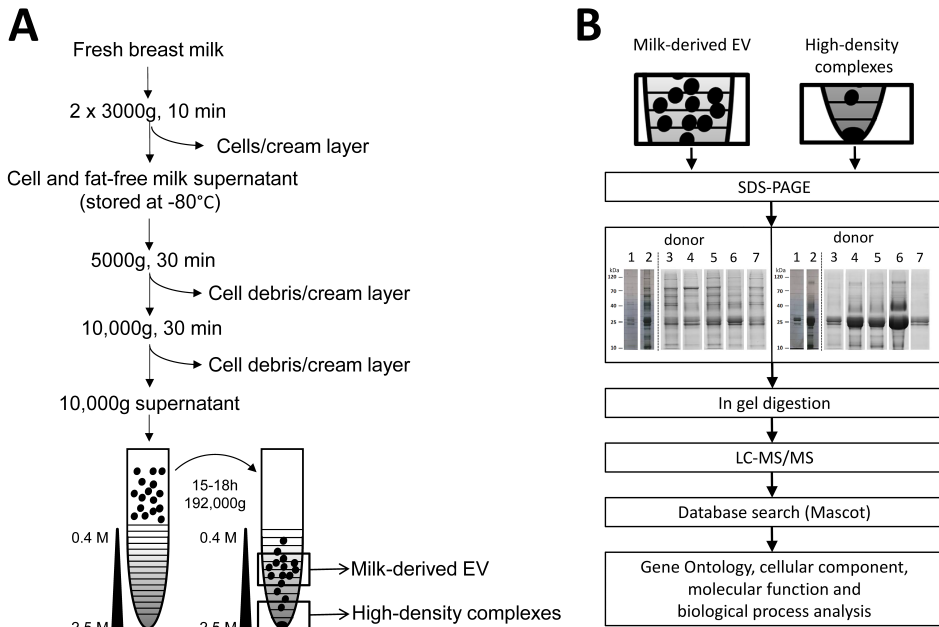 A
Fresh breast milk
2 x 3000g, 10 min
Cells/cream layer
Cell and fat-free milk supernatant
(stored at -80°C)
5000g, 30 min
Cell debris/cream layer
10,000g, 30 min
Cell debris/cream layer
10,000g supernatant
15-18h
192,000g
0.4 M
0.4 M
Milk-derived EV
High-density complexes
2.5 M
2.5 M
B
Milk-derived EV
High-density
complexes
SDS-PAGE
donor
donor
1 2 3 4 5 6 7
1 2 3 4 5 6 7
kDa
120
70
40
25
10
kDa
120
70
40
25
10
In gel digestion
LC-MS/MS
Database search (Mascot)
Gene Ontology, cellular component,
molecular function and
biological process analysis